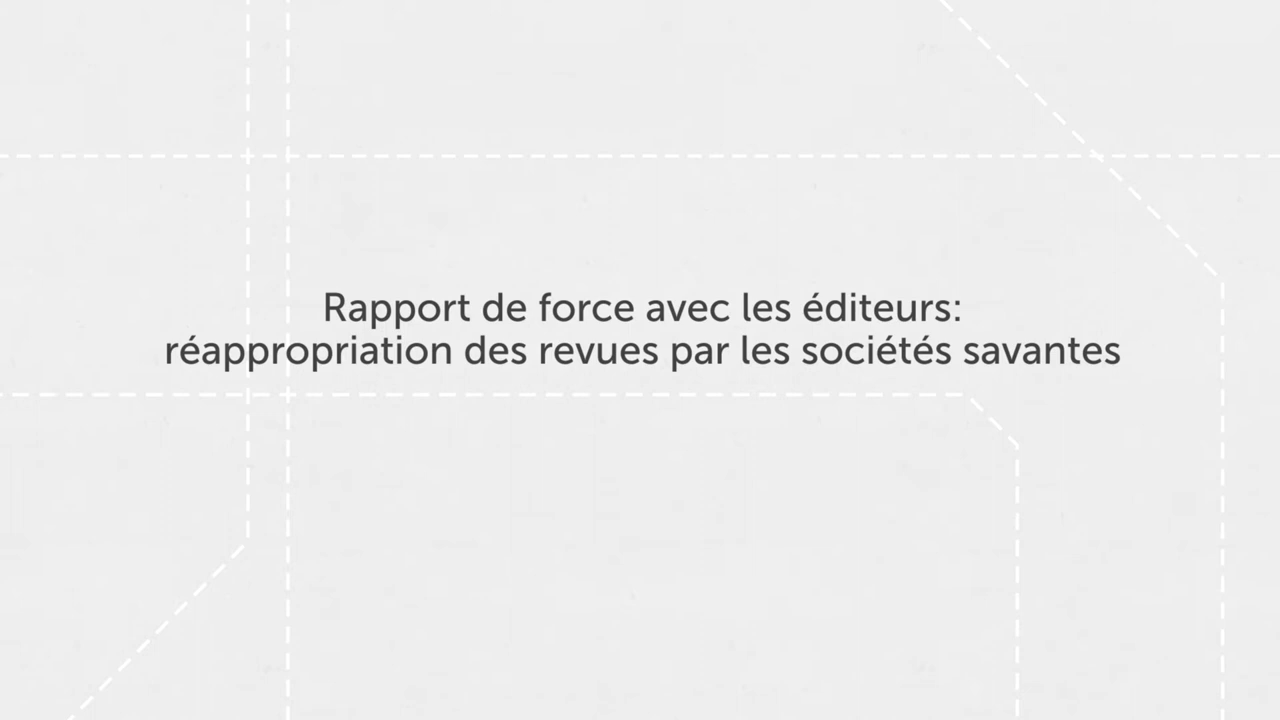 Rapport de force avec les éditeurs:
réappropriation des revues par les sociétés savantes